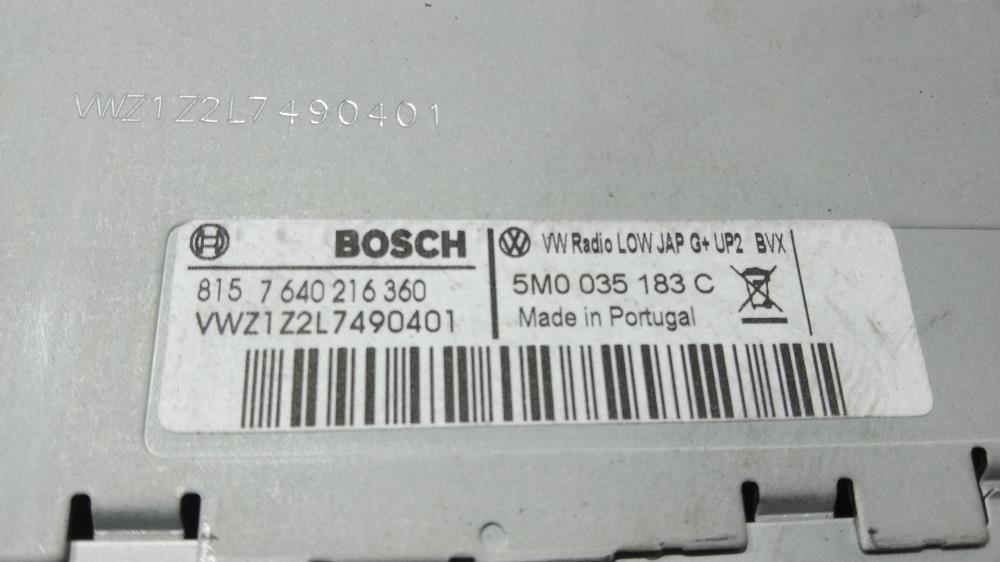 VWZ1Z2L7490401
BOSCH
815 7 640 216 360
VWZ1Z2L7490401
VW Radio LOW JAP G+ UP2 BVX
5M0 035 183 C
Made in Portugal